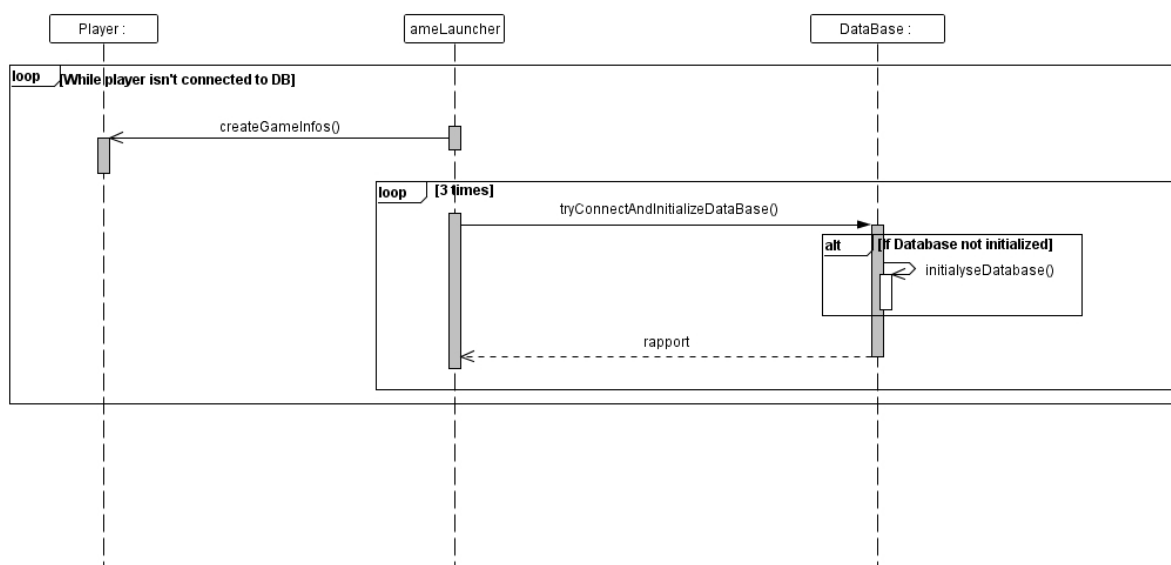 Player :
ameLauncher
DataBase :
loop
[While player isn't connected to DB]
createGameInfos()
loop
[3 times]
tryConnectAndInitializeDataBase()
alt
[If Database not initialized]
initialyseDatabase()
rapport